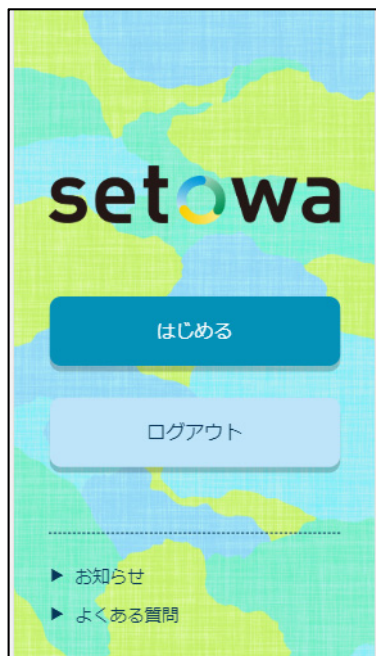 setowa
はじめる
ログアウト
▶ お知らせ
▶ よくある質問